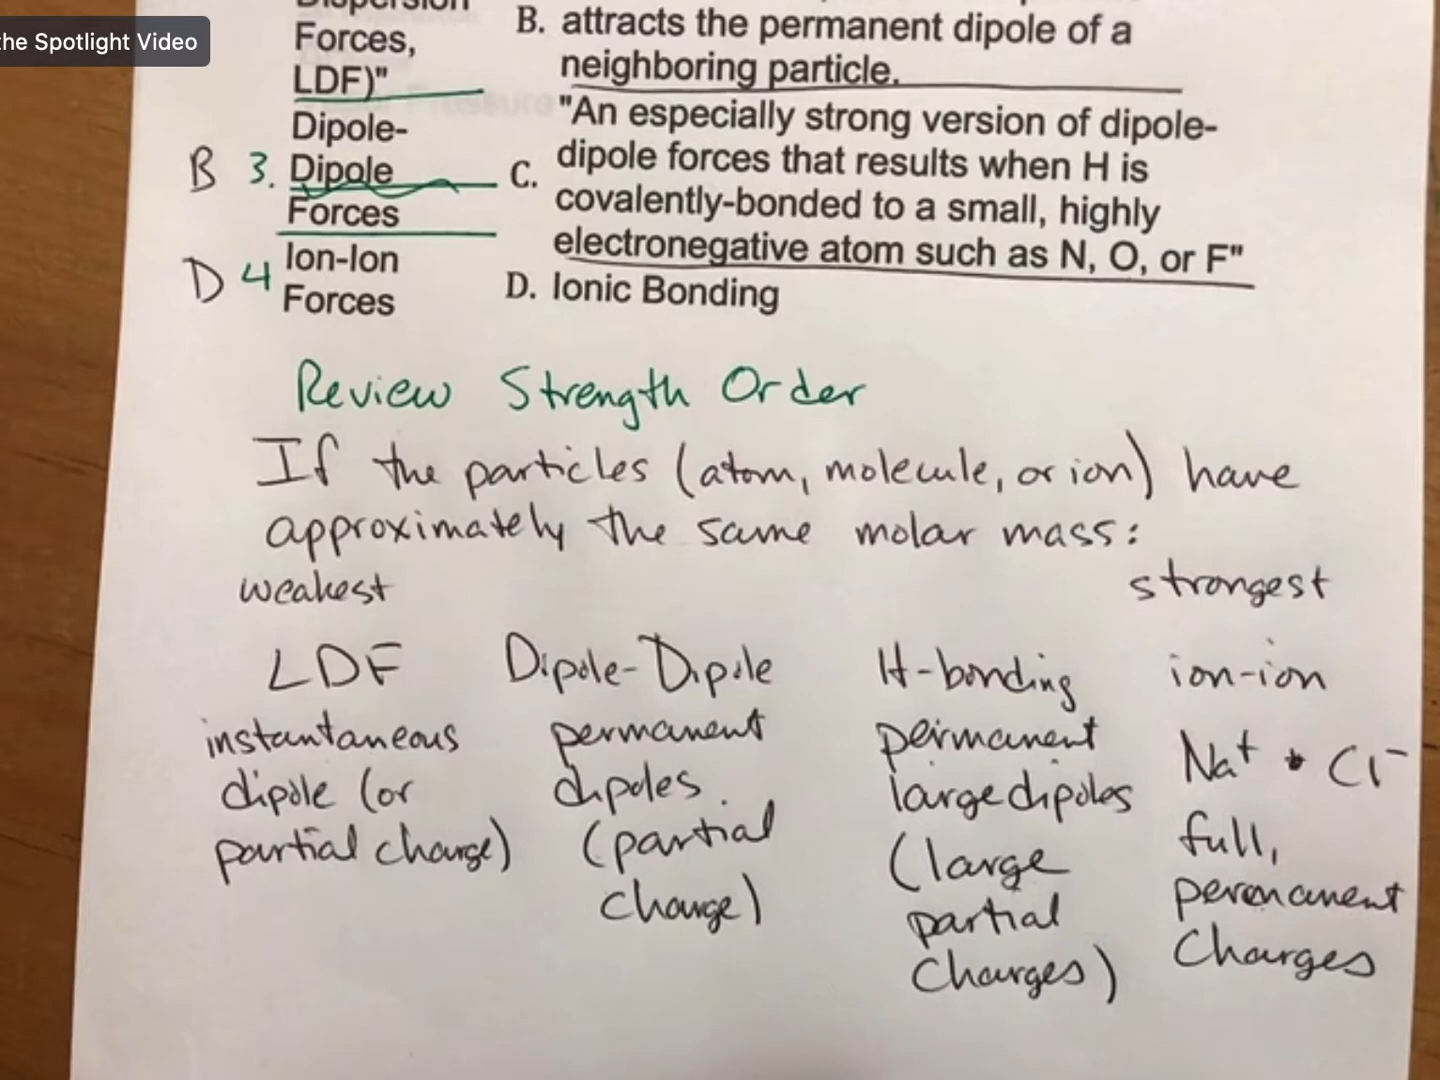 the Spotlight Video
Dispersion
Forces,
LDF)"
B. attracts the permanent dipole of a
neighboring particle.
B 3. Dipole-
Dipole
Forces
C. "An especially strong version of dipole-
dipole forces that results when H is
covalently-bonded to a small, highly
electronegative atom such as N, O, or F"
D 4 Ion-Ion
Forces
D. Ionic Bonding
Review Strength Order
If the particles (atom, molecule, or ion) have
approximately the same molar mass:
weakest strongest
LDF Dipole-Dipole H-bonding ion-ion
instantaneous
dipole (or
partial charge)
permanent
dipoles
(partial
charge)
permanent
large dipoles
(large
partial
charges)
Na+ • Cl-
full,
permanent
Charges